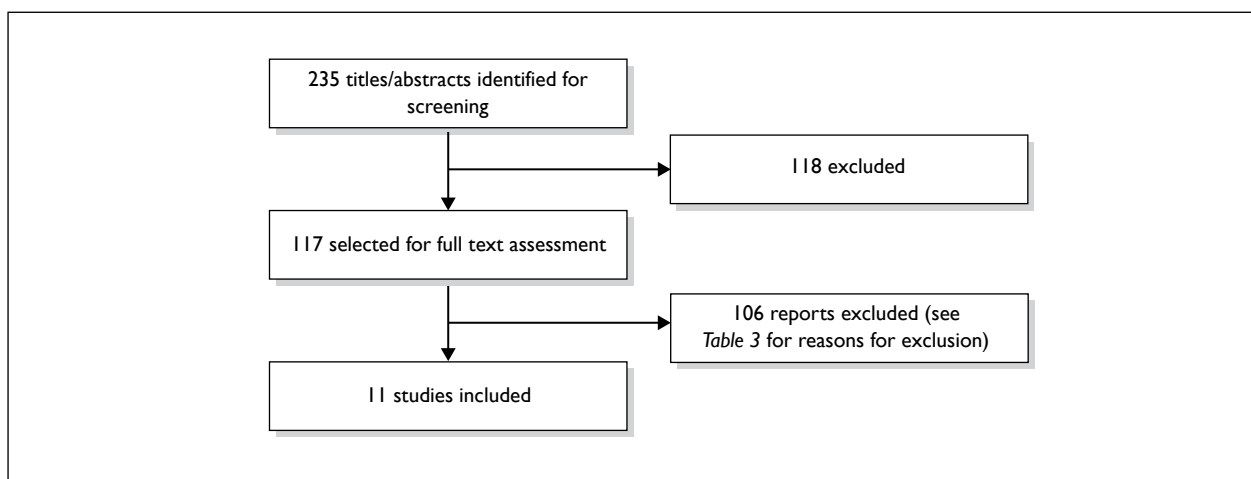 235 titles/abstracts identified for
screening
118 excluded
117 selected for full text assessment
106 reports excluded (see
Table 3 for reasons for exclusion)
11 studies included